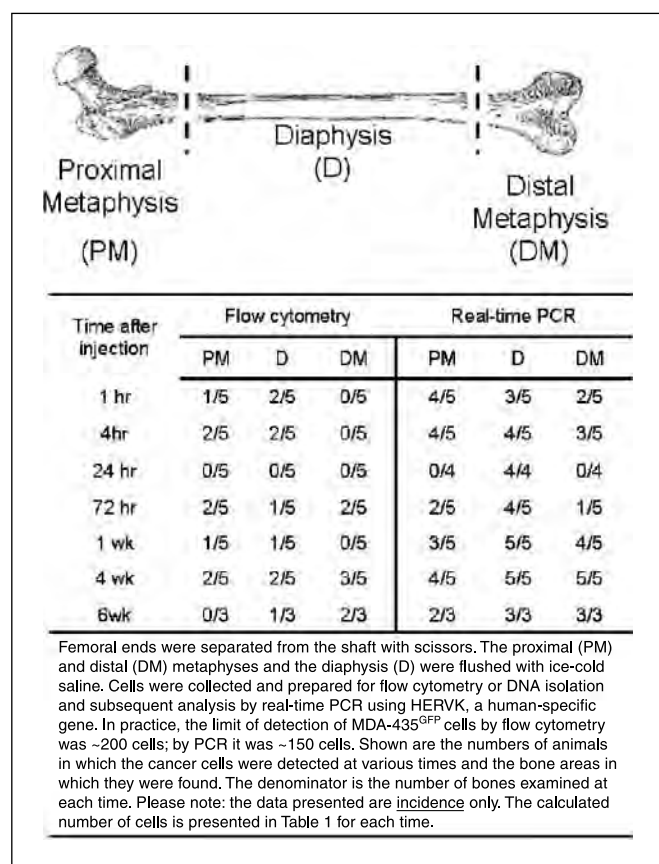 Proximal
Metaphysis
(PM)
Diaphysis
(D)
Distal
Metaphysis
(DM)
Time after injection Flow cytometry Real-time PCR
PM D DM PM D DM
1 hr 1/5 2/5 0/5 4/5 3/5 2/5
4hr 2/5 2/5 0/5 4/5 4/5 3/5
24 hr 0/5 0/5 0/5 0/4 4/4 0/4
72 hr 2/5 1/5 2/5 2/5 4/5 1/5
1 wk 1/5 1/5 0/5 3/5 5/5 4/5
4 wk 2/5 2/5 3/5 4/5 5/5 5/5
6wk 0/3 1/3 2/3 2/3 3/3 3/3
Femoral ends were separated from the shaft with scissors. The proximal (PM)
and distal (DM) metaphyses and the diaphysis (D) were flushed with ice-cold
saline. Cells were collected and prepared for flow cytometry or DNA isolation
and subsequent analysis by real-time PCR using HERVK, a human-specific
gene. In practice, the limit of detection of MDA-435GFP cells by flow cytometry
was ~200 cells; by PCR it was ~150 cells. Shown are the numbers of animals
in which the cancer cells were detected at various times and the bone areas in
which they were found. The denominator is the number of bones examined at
each time. Please note: the data presented are incidence only. The calculated
number of cells is presented in Table 1 for each time.